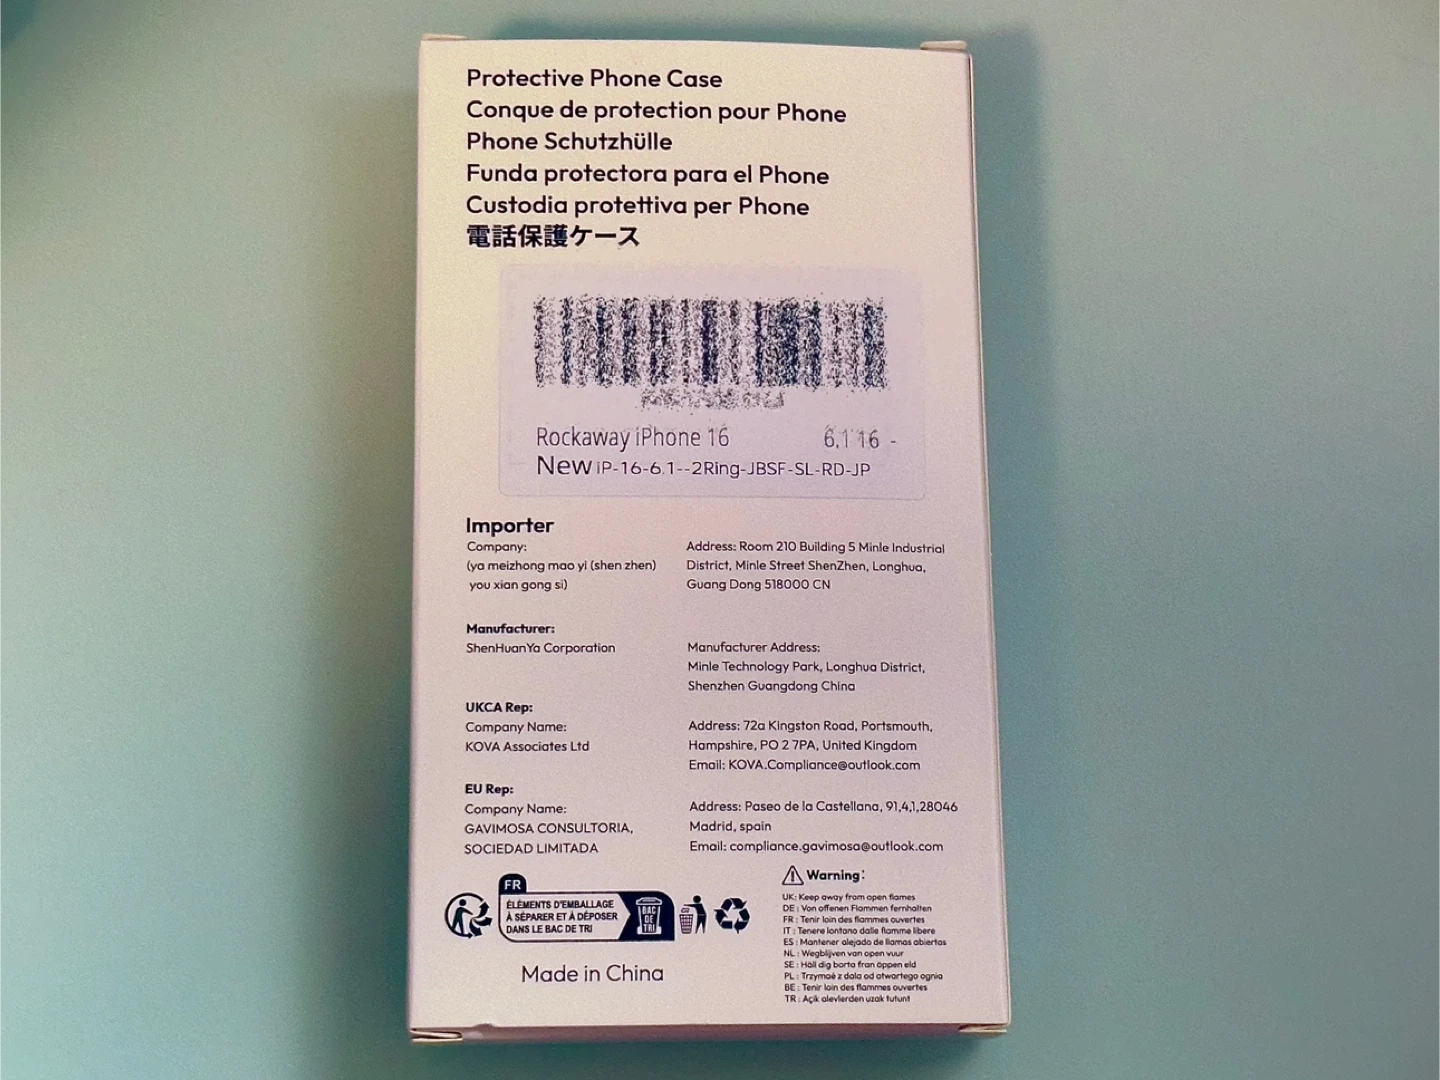 Protective Phone Case
Conque de protection pour Phone
Phone Schutzhülle
Funda protectora para el Phone
Custodia protettiva per Phone
電話保護ケース
Rockaway iPhone 16 6.1 16 -
New iP-16-6.1--2Ring-JBSF-SL-RD-JP
Importer
Company:
(ya meizhong mao yi (shen zhen)
you xian gong si)
Address: Room 210 Building 5 Minle Industrial
District, Minle Street ShenZhen, Longhua,
Guang Dong 518000 CN
Manufacturer:
ShenHuanYa Corporation
Manufacturer Address:
Minle Technology Park, Longhua District,
Shenzhen Guangdong China
UKCA Rep:
Company Name:
KOVA Associates Ltd
Address: 72a Kingston Road, Portsmouth,
Hampshire, PO 2 7PA, United Kingdom
Email: KOVA.Compliance@outlook.com
EU Rep:
Company Name:
GAVIMOSA CONSULTORIA,
SOCIEDAD LIMITADA
Address: Paseo de la Castellana, 91,4,1,28046
Madrid, spain
Email: compliance.gavimosa@outlook.com
FR
ÉLÉMENTS D'EMBALLAGE
À SÉPARER ET À DÉPOSER
DANS LE BAC DE TRI
BAC
DE
TRI
Made in China
Warning:
UK: Keep away from open flames
DE : Von offenen Flammen fernhalten
FR : Tenir loin des flammes ouvertes
IT : Tenere lontano dalle fiamme libere
ES : Mantener alejado de llamas abiertas
NL : Wegblijven van open vuur
SE : Håll dig borta från öppen eld
PL : Trzymać z dala od otwartego ognia
BE : Tenir loin des flammes ouvertes
TR : Açık alevlerden uzak tutunt